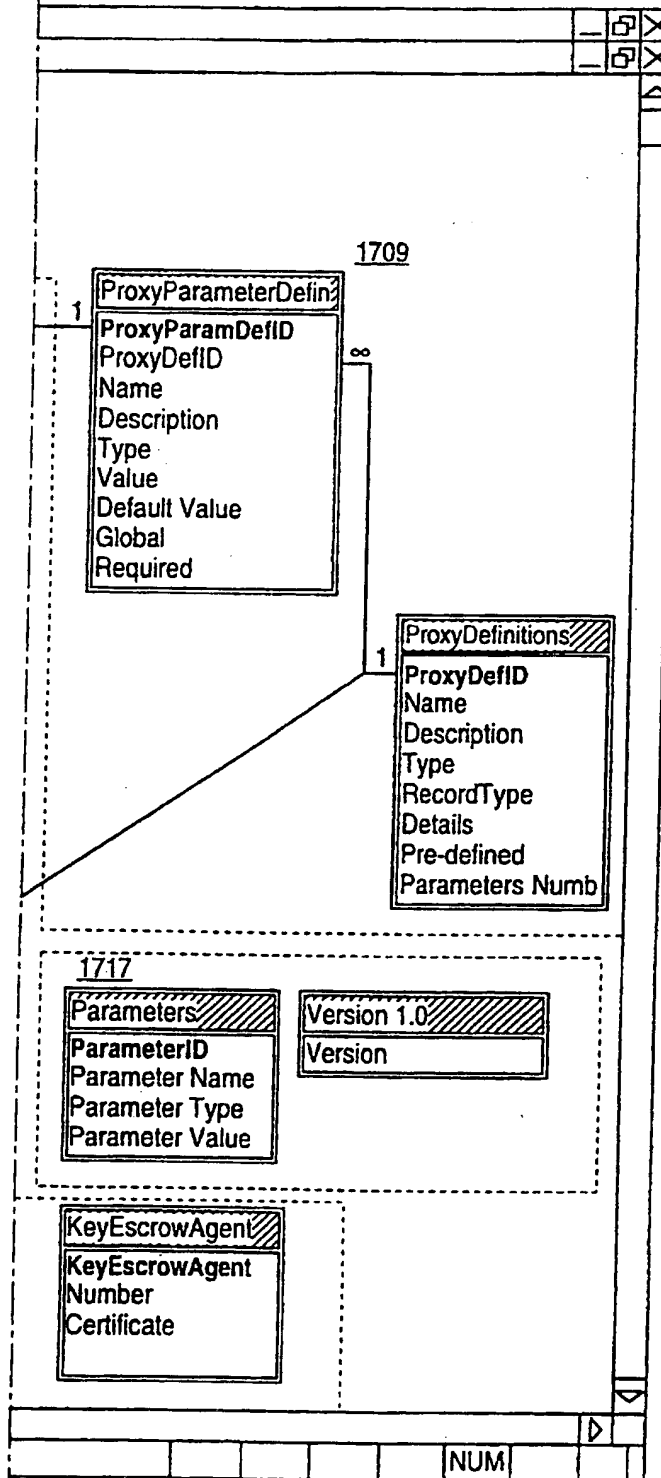 1709
ProxyParameterDefin
1
ProxyParamDefID
∞
ProxyDefID
Name
Description
Type
Value
Default Value
Global
Required
ProxyDefinitions
1
ProxyDefID
Name
Description
Type
RecordType
Details
Pre-defined
Parameters Numb
1717
Parameters
ParameterID
Parameter Name
Parameter Type
Parameter Value
Version 1.0
Version
KeyEscrowAgent
KeyEscrowAgent
Number
Certificate
NUM